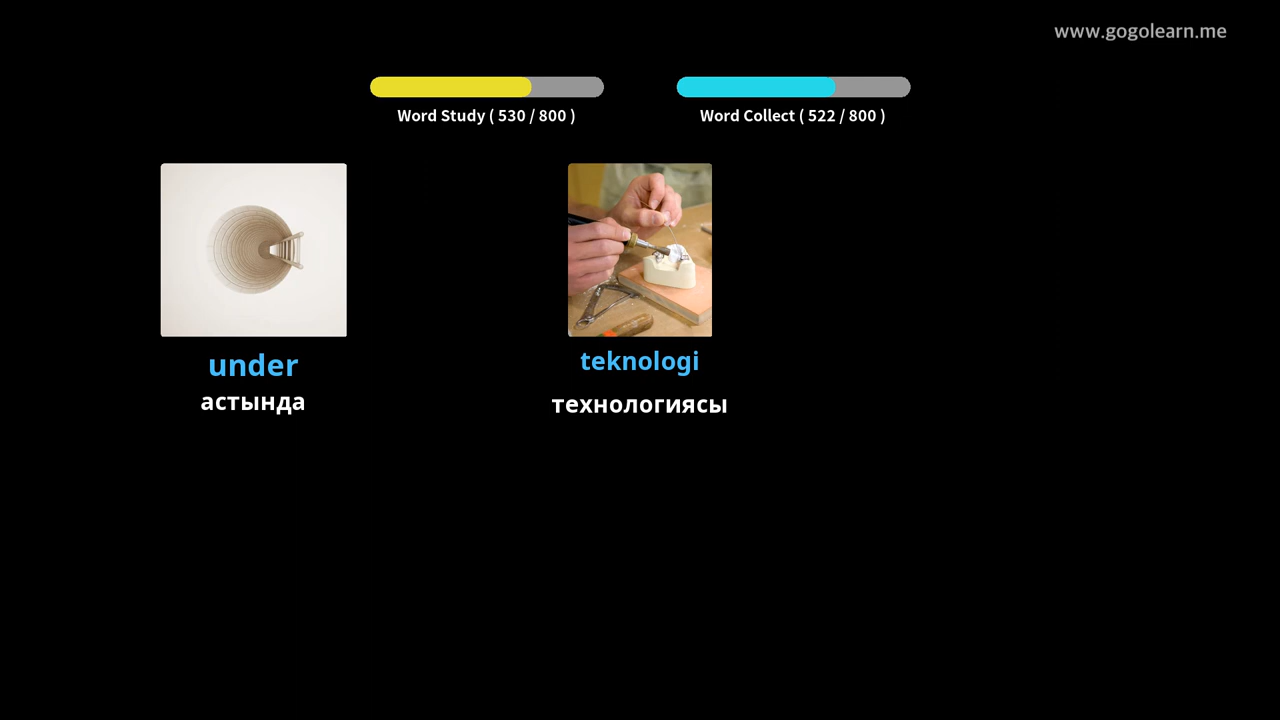 www.gogolearn.me
Word Study ( 530 / 800 )
Word Collect ( 522 / 800 )
under
астында
teknologi
технологиясы